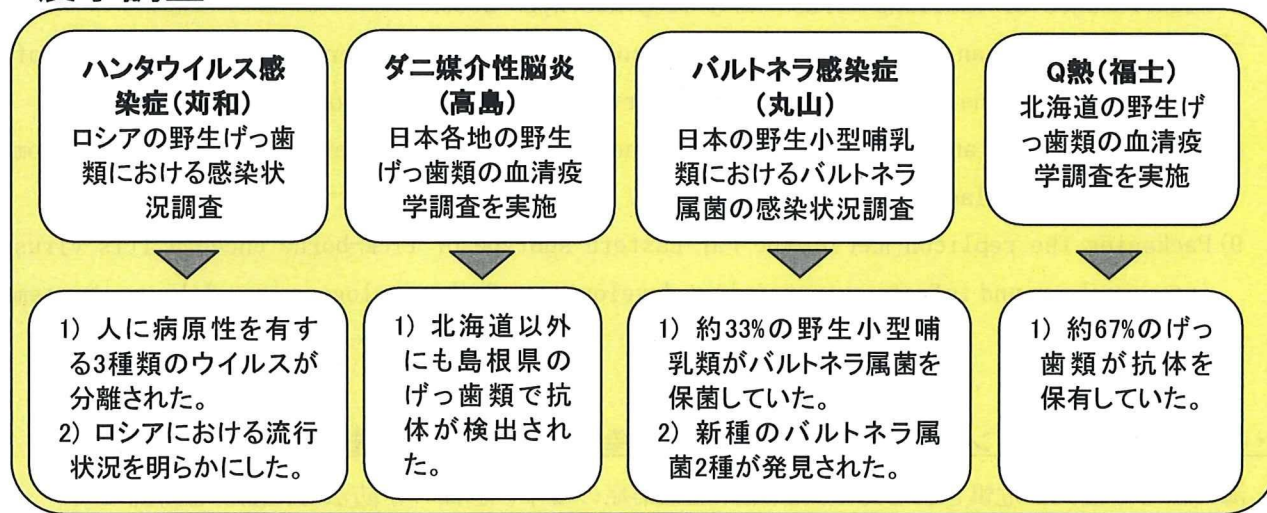 ハンタウイルス感
染症(苅和)
ロシアの野生げっ歯
類における感染状
況調査
1) 人に病原性を有す
る3種類のウイルスが
分離された。
2) ロシアにおける流行
状況を明らかにした。
ダニ媒介性脳炎
(高島)
日本各地の野生
げっ歯類の血清疫
学調査を実施
1) 北海道以外
にも島根県の
げっ歯類で抗
体が検出され
た。
バルトネラ感染症
(丸山)
日本の野生小型哺乳
類におけるバルトネラ
属菌の感染状況調査
1) 約33%の野生小型哺
乳類がバルトネラ属菌を
保菌していた。
2) 新種のバルトネラ属
菌2種が発見された。
Q熱(福士)
北海道の野生げ
っ歯類の血清疫
学調査を実施
1) 約67%のげっ
歯類が抗体を
保有していた。